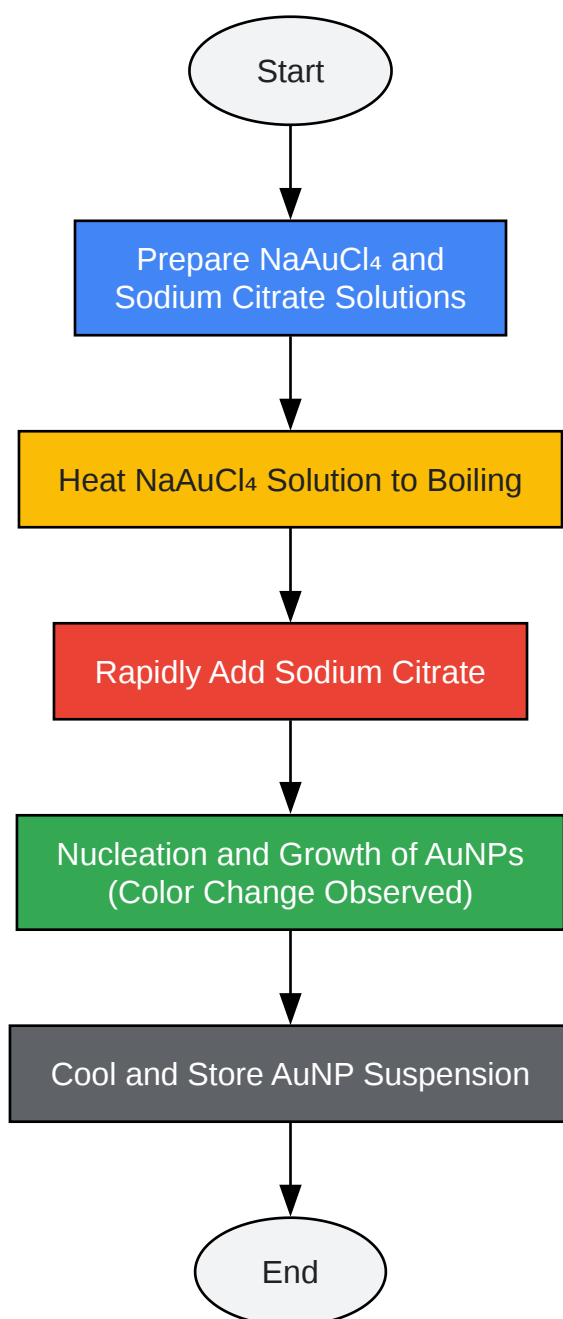 Start
Prepare NaAuCl₄ and
Sodium Citrate Solutions
Heat NaAuCl₄ Solution to Boiling
Rapidly Add Sodium Citrate
Nucleation and Growth of AuNPs
(Color Change Observed)
Cool and Store AuNP Suspension
End